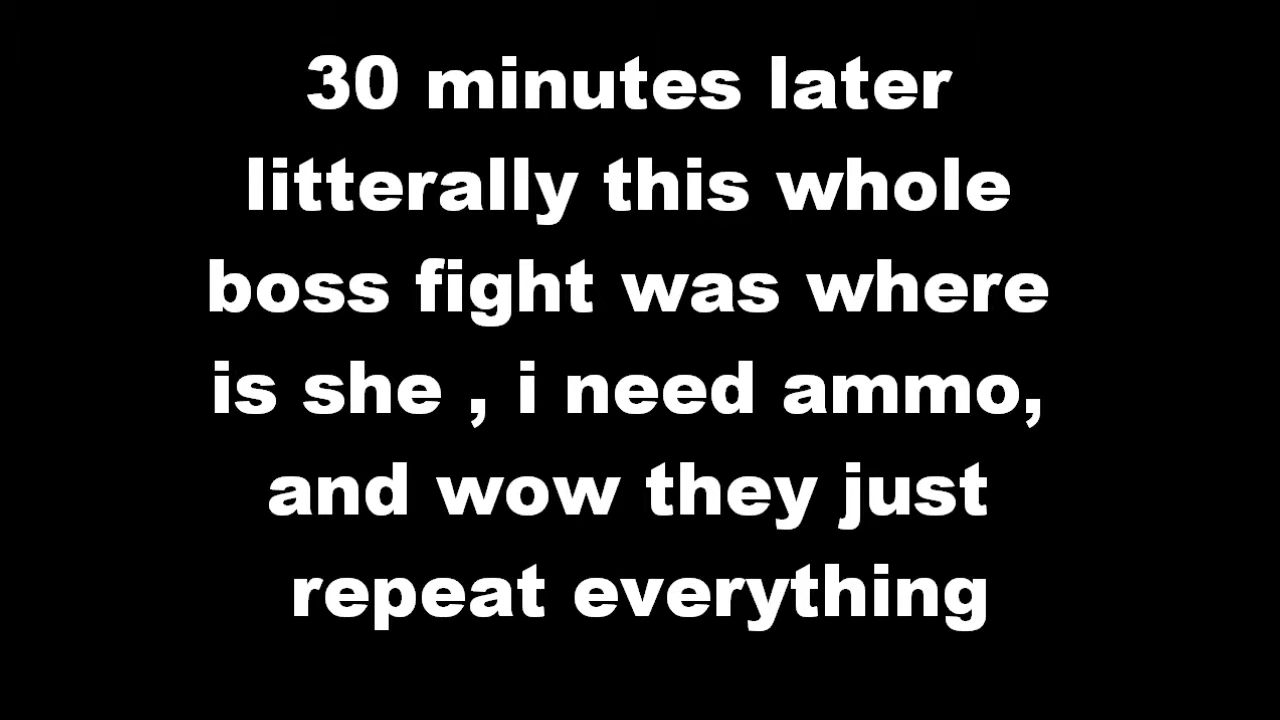 30 minutes later
litterally this whole
boss fight was where
is she , i need ammo,
and wow they just
repeat everything